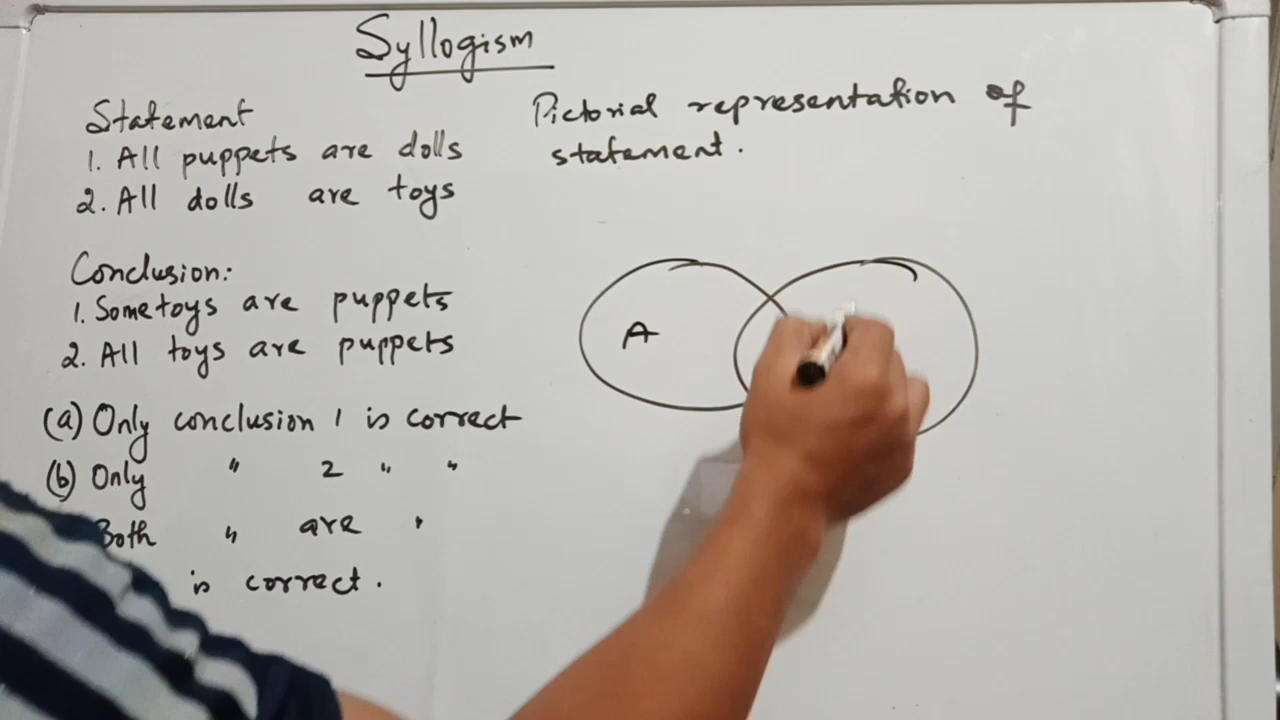 Syllogism
Statement
1. All puppets are dolls
2. All dolls are toys
Conclusion:
1. Some toys are puppets
2. All toys are puppets
(a) Only conclusion 1 is correct
(b) Only " 2 " "
Both " are "
is correct.
Pictorial representation of
statement.
A